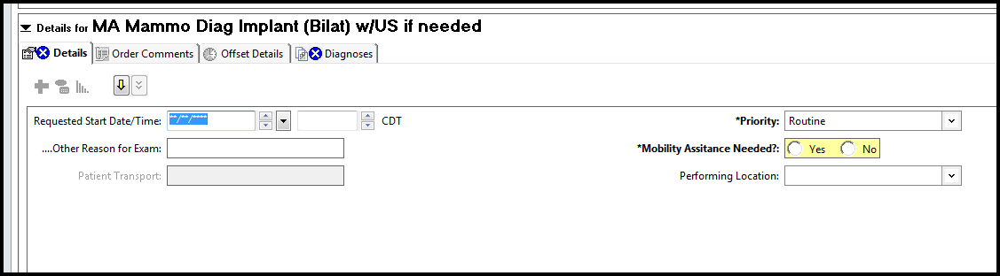 Details for MA Mammo Diag Implant (Bilat) w/US if needed
Details Order Comments Offset Details Diagnoses
Requested Start Date/Time: **/**/**** CDT *Priority: Routine
....Other Reason for Exam: *Mobility Assitance Needed?: Yes No
Patient Transport: Performing Location: